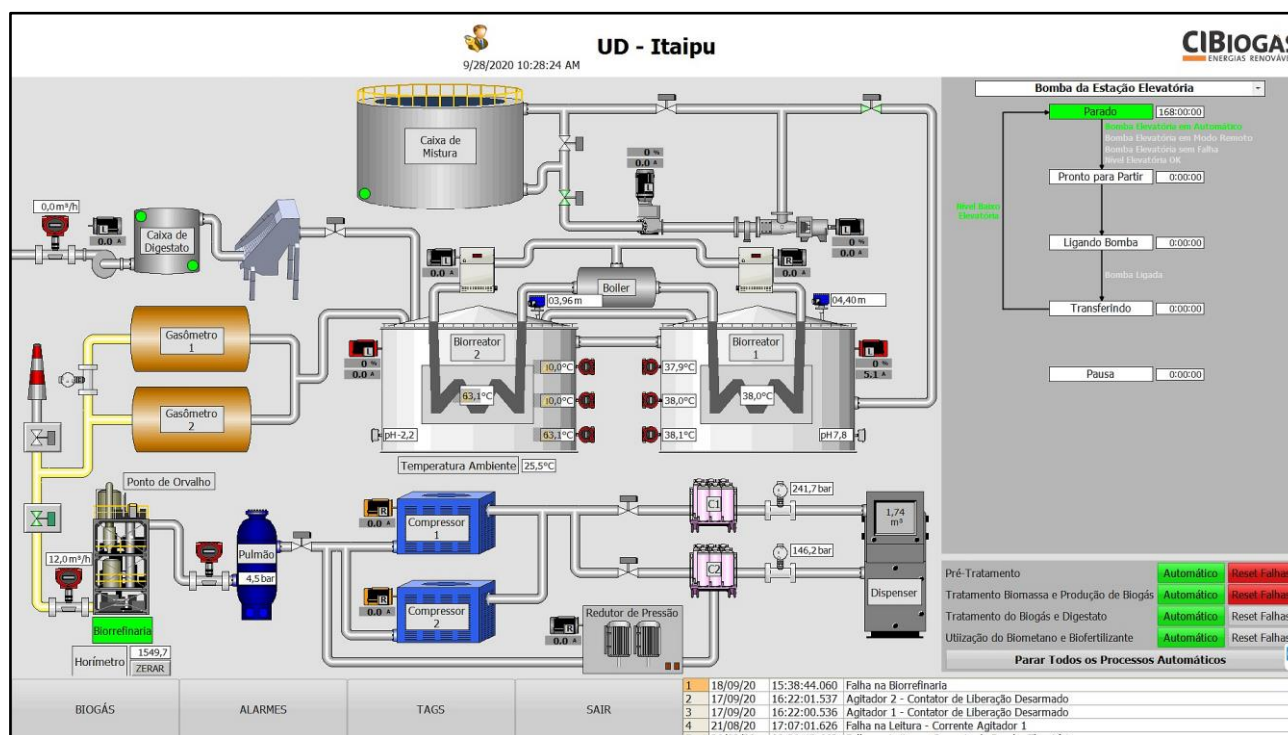 UD - Itaipu
9/28/2020 10:28:24 AM
CIBIOGAS
ENERGIAS RENOVÁVE
Bomba da Estação Elevatória
Parado 168:00:00
Bomba Elevatória em Automático
Bomba Elevatória em Modo Remoto
Bomba Elevatória sem Falha
Nível Elevatória OK
Pronto para Partir 0:00:00
Nível Baixo
Elevatória
Ligando Bomba 0:00:00
Bomba Ligada
Transferindo 0:00:00
Pausa 0:00:00
Caixa de
Mistura
0 %
0.0 A
0,0 m³/h
L
0.0 A
Caixa de
Digestato
L
0 %
0.0 A
L
0.0 A
L
0.0 A
Boiler
03,96 m
04,40 m
Gasômetro
1
Gasômetro
2
L
0 %
0.0 A
Biorreator
2
10,0°C
10,0°C
63,1°C
63,1°C
pH-2,2
37,9°C
38,0°C
38,1°C
Biorreator
1
38,0°C
pH7,8
L
0 %
5.1 A
Temperatura Ambiente 25,5°C
Ponto de Orvalho
12,0 m³/h
Biorrefinaria
Horímetro 1549,7
ZERAR
Pulmão
4,5 bar
R
0.0 A
Compressor
1
R
0.0 A
Compressor
2
C1
241,7 bar
C2
146,2 bar
1,74
m³
Dispenser
Redutor de Pressão
R
0.0 A
Pré-Tratamento Automático Reset Falhas
Tratamento Biomassa e Produção de Biogás Automático Reset Falhas
Tratamento do Biogás e Digestato Automático Reset Falhas
Utiização do Biometano e Biofertilizante Automático Reset Falhas
Parar Todos os Processos Automáticos
BIOGÁS ALARMES TAGS SAIR
1 18/09/20 15:38:44.060 Falha na Biorrefinaria
2 17/09/20 16:22:01.537 Agitador 2 - Contator de Liberação Desarmado
3 17/09/20 16:22:00.536 Agitador 1 - Contator de Liberação Desarmado
4 21/08/20 17:07:01.626 Falha na Leitura - Corrente Agitador 1